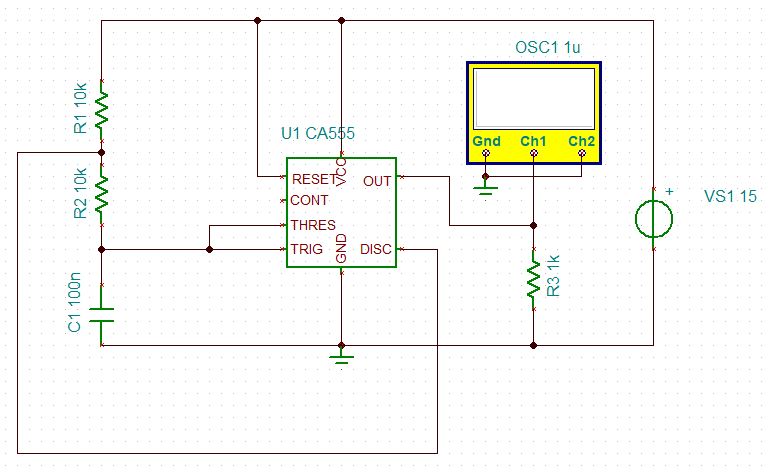 OSC1 1u
Gnd Ch1 Ch2
R1 10k
U1 CA555
RESET
VCC
OUT
R2 10k
CONT
+
VS1 15
THRES
TRIG
GND
DISC
R3 1k
C1 100n